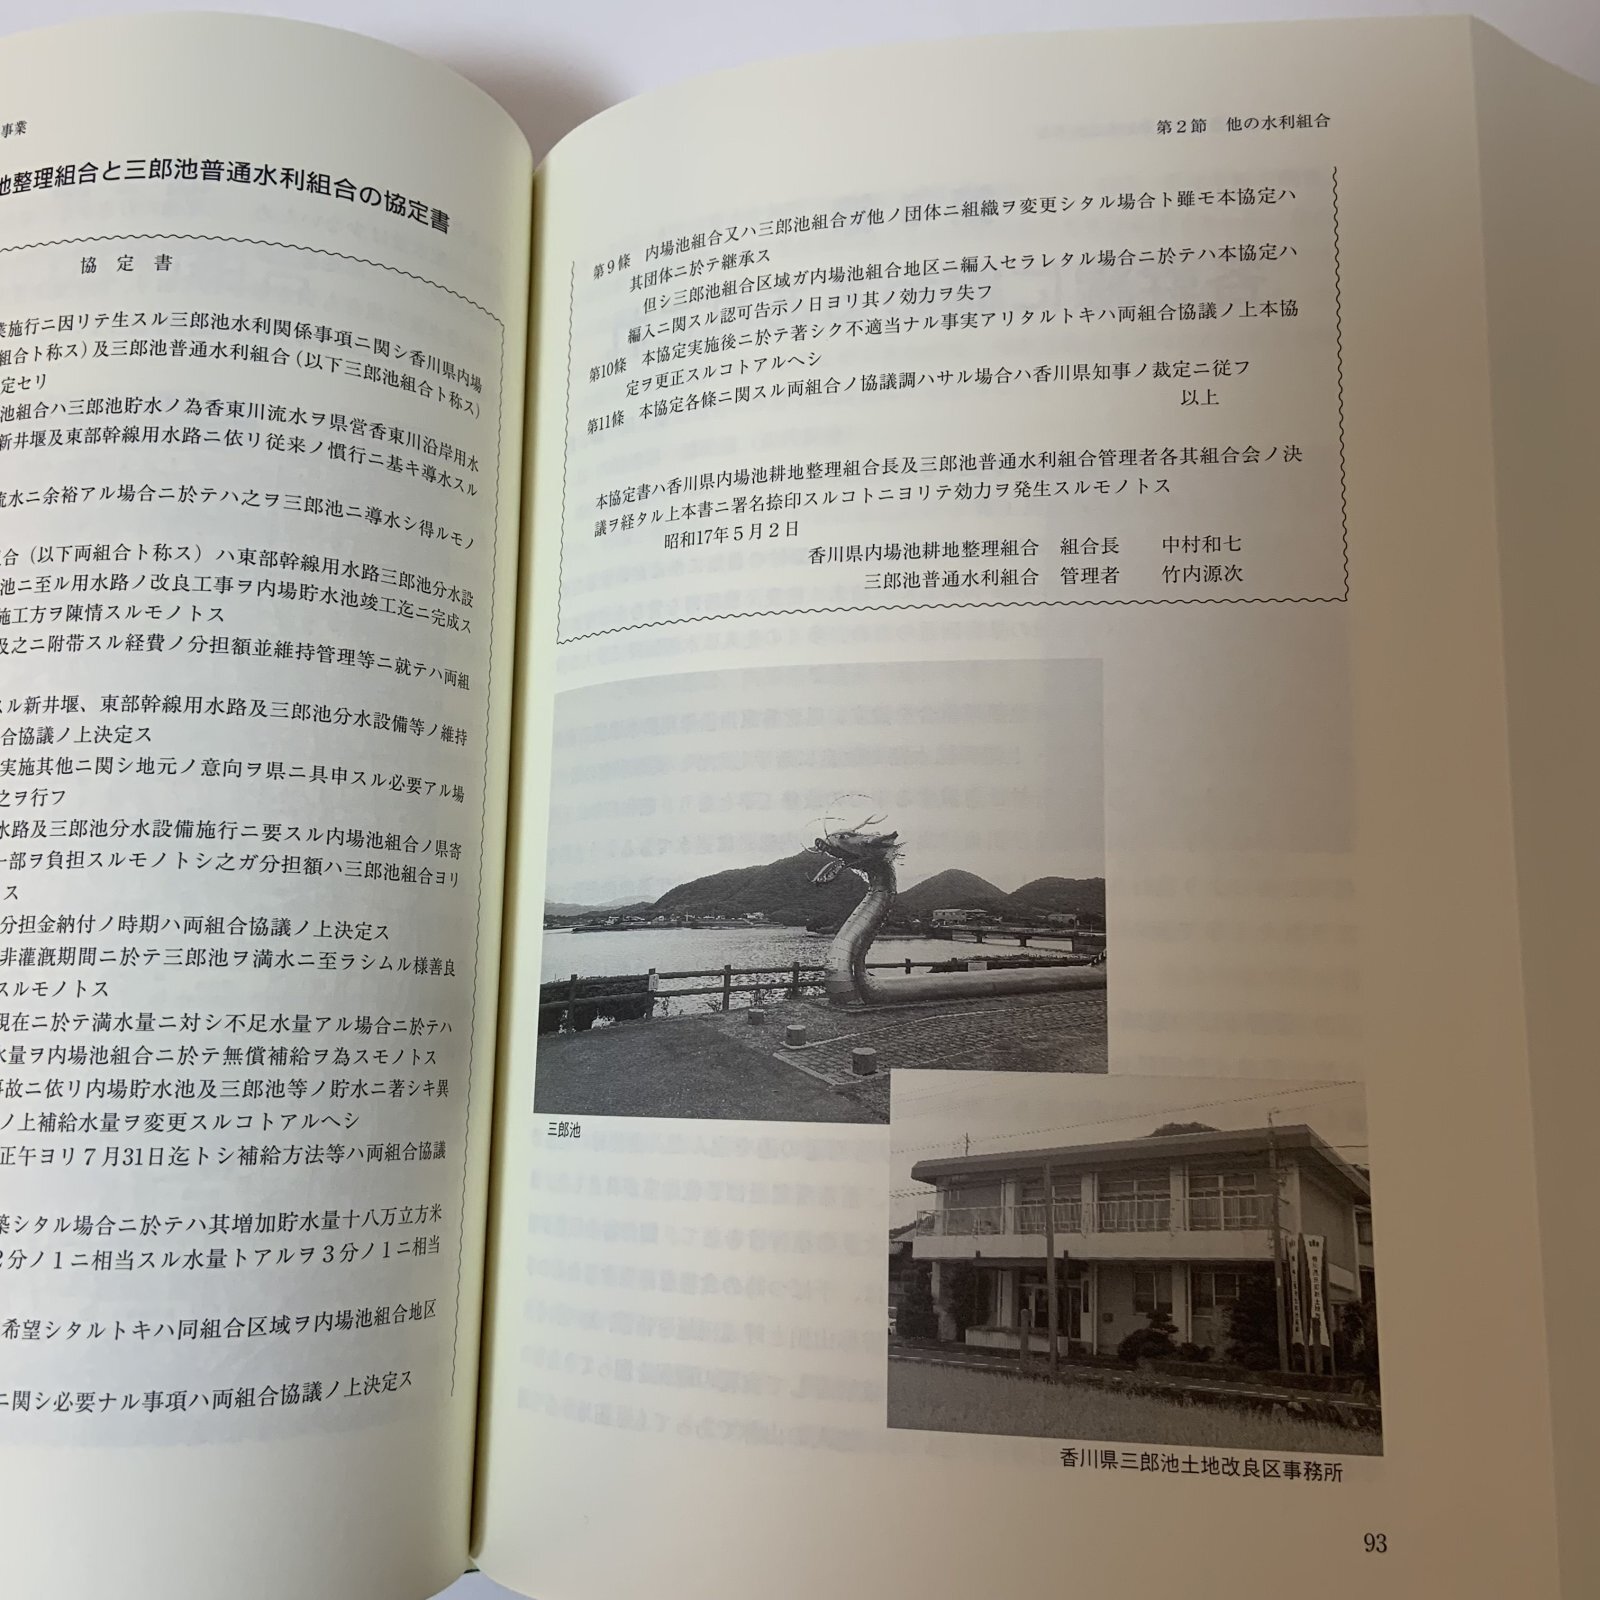 事業
地整理組合と三郎池普通水利組合の協定書
協 定 書
業施行ニ因リテ生スル三郎池水利関係事項ニ関シ香川県内場
組合ト称ス)及三郎池普通水利組合(以下三郎池組合ト称ス)
定セリ
池組合ハ三郎池貯水ノ為香東川流水ヲ県営香東川沿岸用水
新井堰及東部幹線用水路ニ依リ従来ノ慣行ニ基キ導水スル
流水ニ余裕アル場合ニ於テハ之ヲ三郎池ニ導水シ得ルモノ
合(以下両組合ト称ス)ハ東部幹線用水路三郎池分水設
池ニ至ル用水路ノ改良工事ヲ内場貯水池竣工迄ニ完成ス
施工方ヲ陳情スルモノトス
及之ニ附帯スル経費ノ分担額並維持管理等ニ就テハ両組
スル新井堰、東部幹線用水路及三郎池分水設備等ノ維持
合協議ノ上決定ス
実施其他ニ関シ地元ノ意向ヲ県ニ具申スル必要アル場
之ヲ行フ
水路及三郎池分水設備施行ニ要スル内場池組合ノ県寄
一部ヲ負担スルモノトシ之ガ分担額ハ三郎池組合ヨリ
ス
分担金納付ノ時期ハ両組合協議ノ上決定ス
非灌漑期間ニ於テ三郎池ヲ満水ニ至ラシムル様善良
スルモノトス
現在ニ於テ満水量ニ対シ不足水量アル場合ニ於テハ
水量ヲ内場池組合ニ於テ無償補給ヲ為スモノトス
事故ニ依リ内場貯水池及三郎池等ノ貯水ニ著シキ異
ノ上補給水量ヲ変更スルコトアルヘシ
正午ヨリ7月31日迄トシ補給方法等ハ両組合協議
築シタル場合ニ於テハ其増加貯水量十八万立方米
2分ノ1ニ相当スル水量トアルヲ3分ノ1ニ相当
希望シタルトキハ同組合区域ヲ内場池組合地区
ニ関シ必要ナル事項ハ両組合協議ノ上決定ス
第2節 他の水利組合
第9條 内場池組合又ハ三郎池組合ガ他ノ団体ニ組織ヲ変更シタル場合ト雖モ本協定ハ
其団体ニ於テ継承ス
但シ三郎池組合区域ガ内場池組合地区ニ編入セラレタル場合ニ於テハ本協定ハ
編入ニ関スル認可告示ノ日ヨリ其ノ効力ヲ失フ
第10條 本協定実施後ニ於テ著シク不適当ナル事実アリタルトキハ両組合協議ノ上本協
定ヲ更正スルコトアルヘシ
第11條 本協定各條ニ関スル両組合ノ協議調ハサル場合ハ香川県知事ノ裁定ニ従フ
以上
本協定書ハ香川県内場池耕地整理組合長及三郎池普通水利組合管理者各其組合会ノ決
議ヲ経タル上本書ニ署名捺印スルコトニヨリテ効力ヲ発生スルモノトス
昭和17年5月2日
香川県内場池耕地整理組合 組合長 中村和七
三郎池普通水利組合 管理者 竹内源次
三郎池
香川県三郎池土地改良区事務所
93